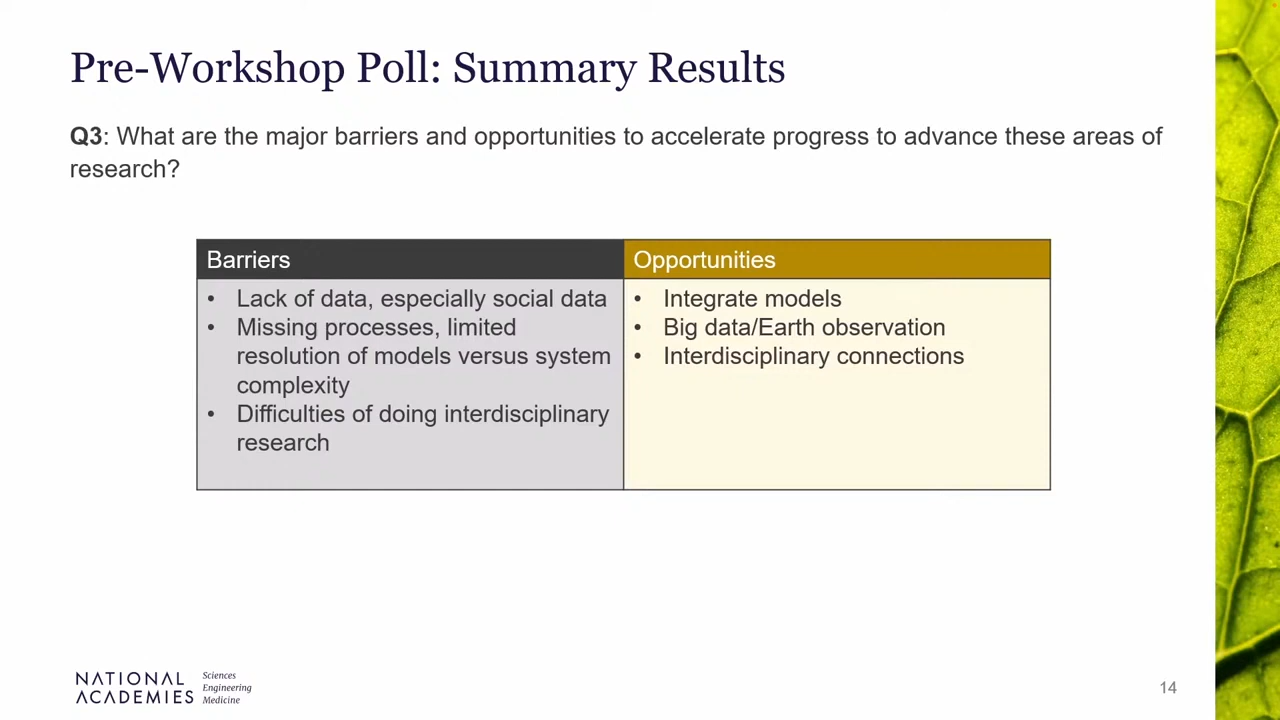 Pre-Workshop Poll: Summary Results
Q3: What are the major barriers and opportunities to accelerate progress to advance these areas of
research?
Barriers
• Lack of data, especially social data
• Missing processes, limited
resolution of models versus system
complexity
• Difficulties of doing interdisciplinary
research
Opportunities
• Integrate models
• Big data/Earth observation
• Interdisciplinary connections
NATIONAL
ACADEMIES
Sciences
Engineering
Medicine
14